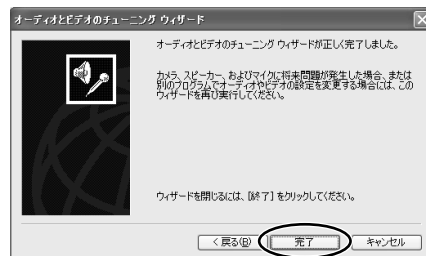 オーディオとビデオのチューニング ウィザード
オーディオとビデオのチューニング ウィザードが正しく完了しました。
カメラ、スピーカー、およびマイクに将来問題が発生した場合、または
別のプログラムでオーディオやビデオの設定を変更する場合には、この
ウィザードを再び実行してください。
ウィザードを閉じるには、[終了] をクリックしてください。
< 戻る(B) 完了 キャンセル